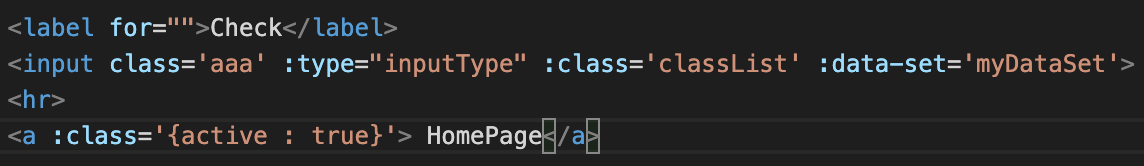 <label for="">Check</label>
<input class='aaa' :type="inputType" :class='classList' :data-set='myDataSet'>
<hr>
<a :class='{active : true}'> HomePage</a>